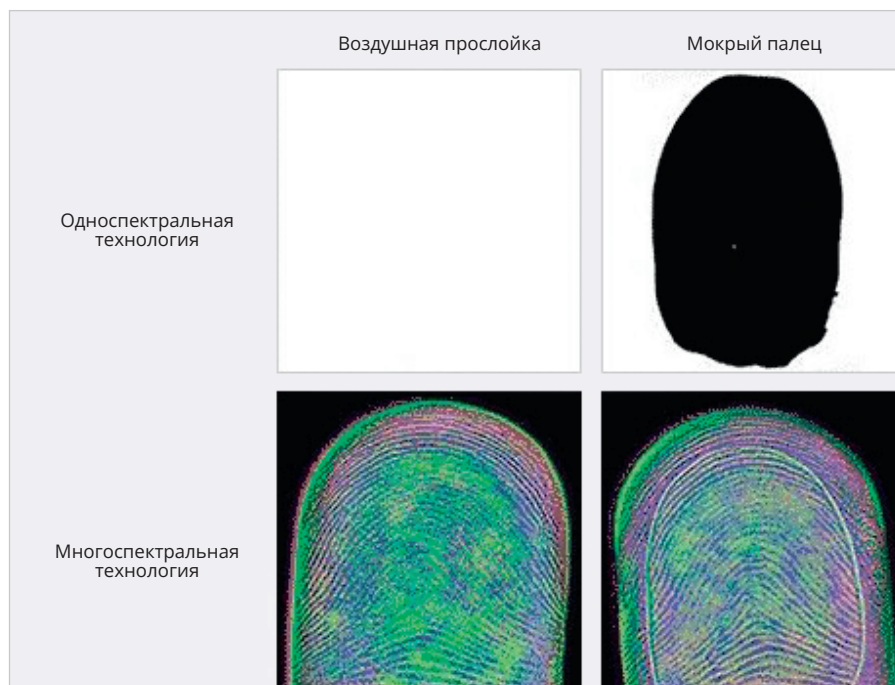 Воздушная прослойка
Мокрый палец
Односпектральная
технология
Многоспектральная
технология